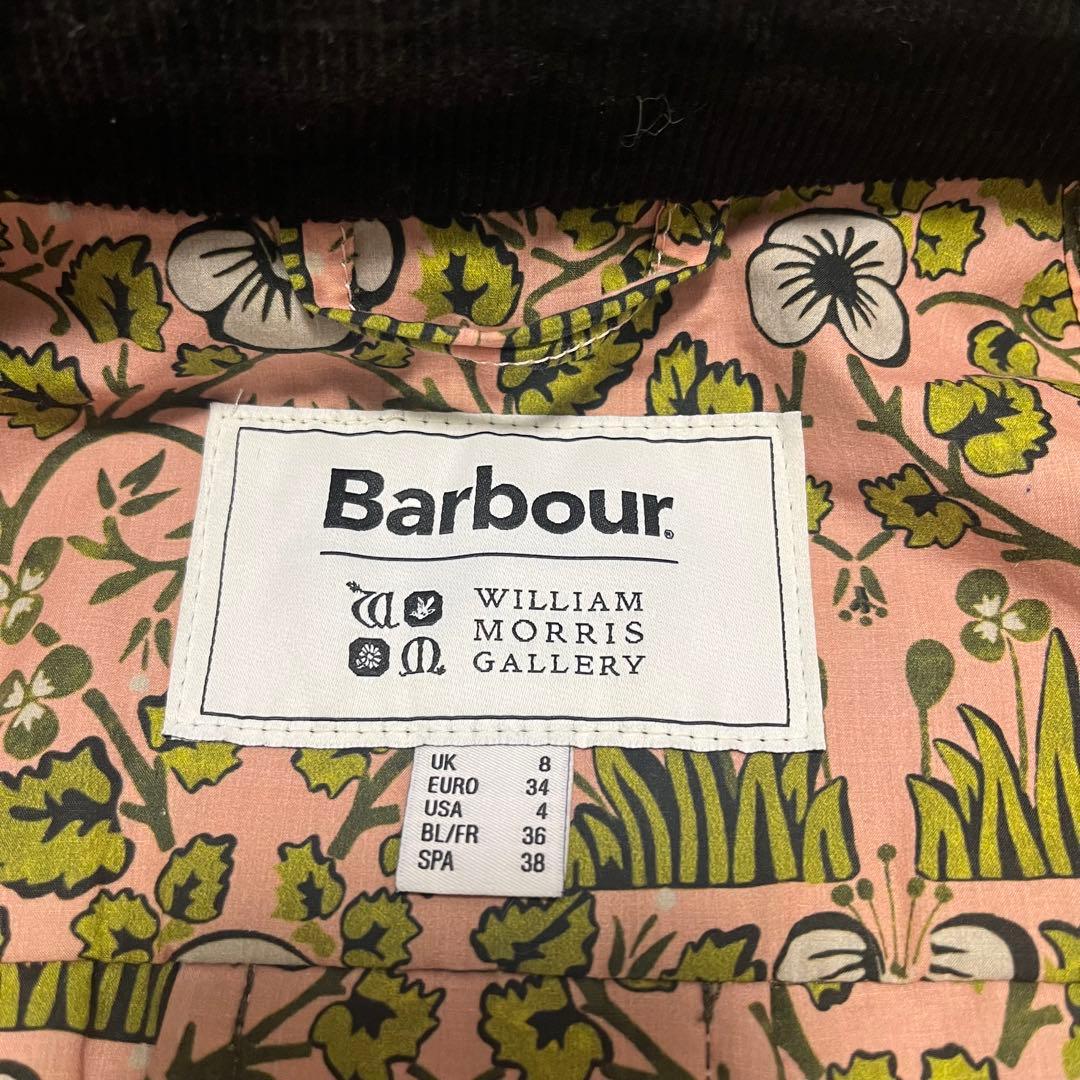 Barbour®
W
M
WILLIAM
MORRIS
GALLERY
UK 8
EURO 34
USA 4
BL/FR 36
SPA 38